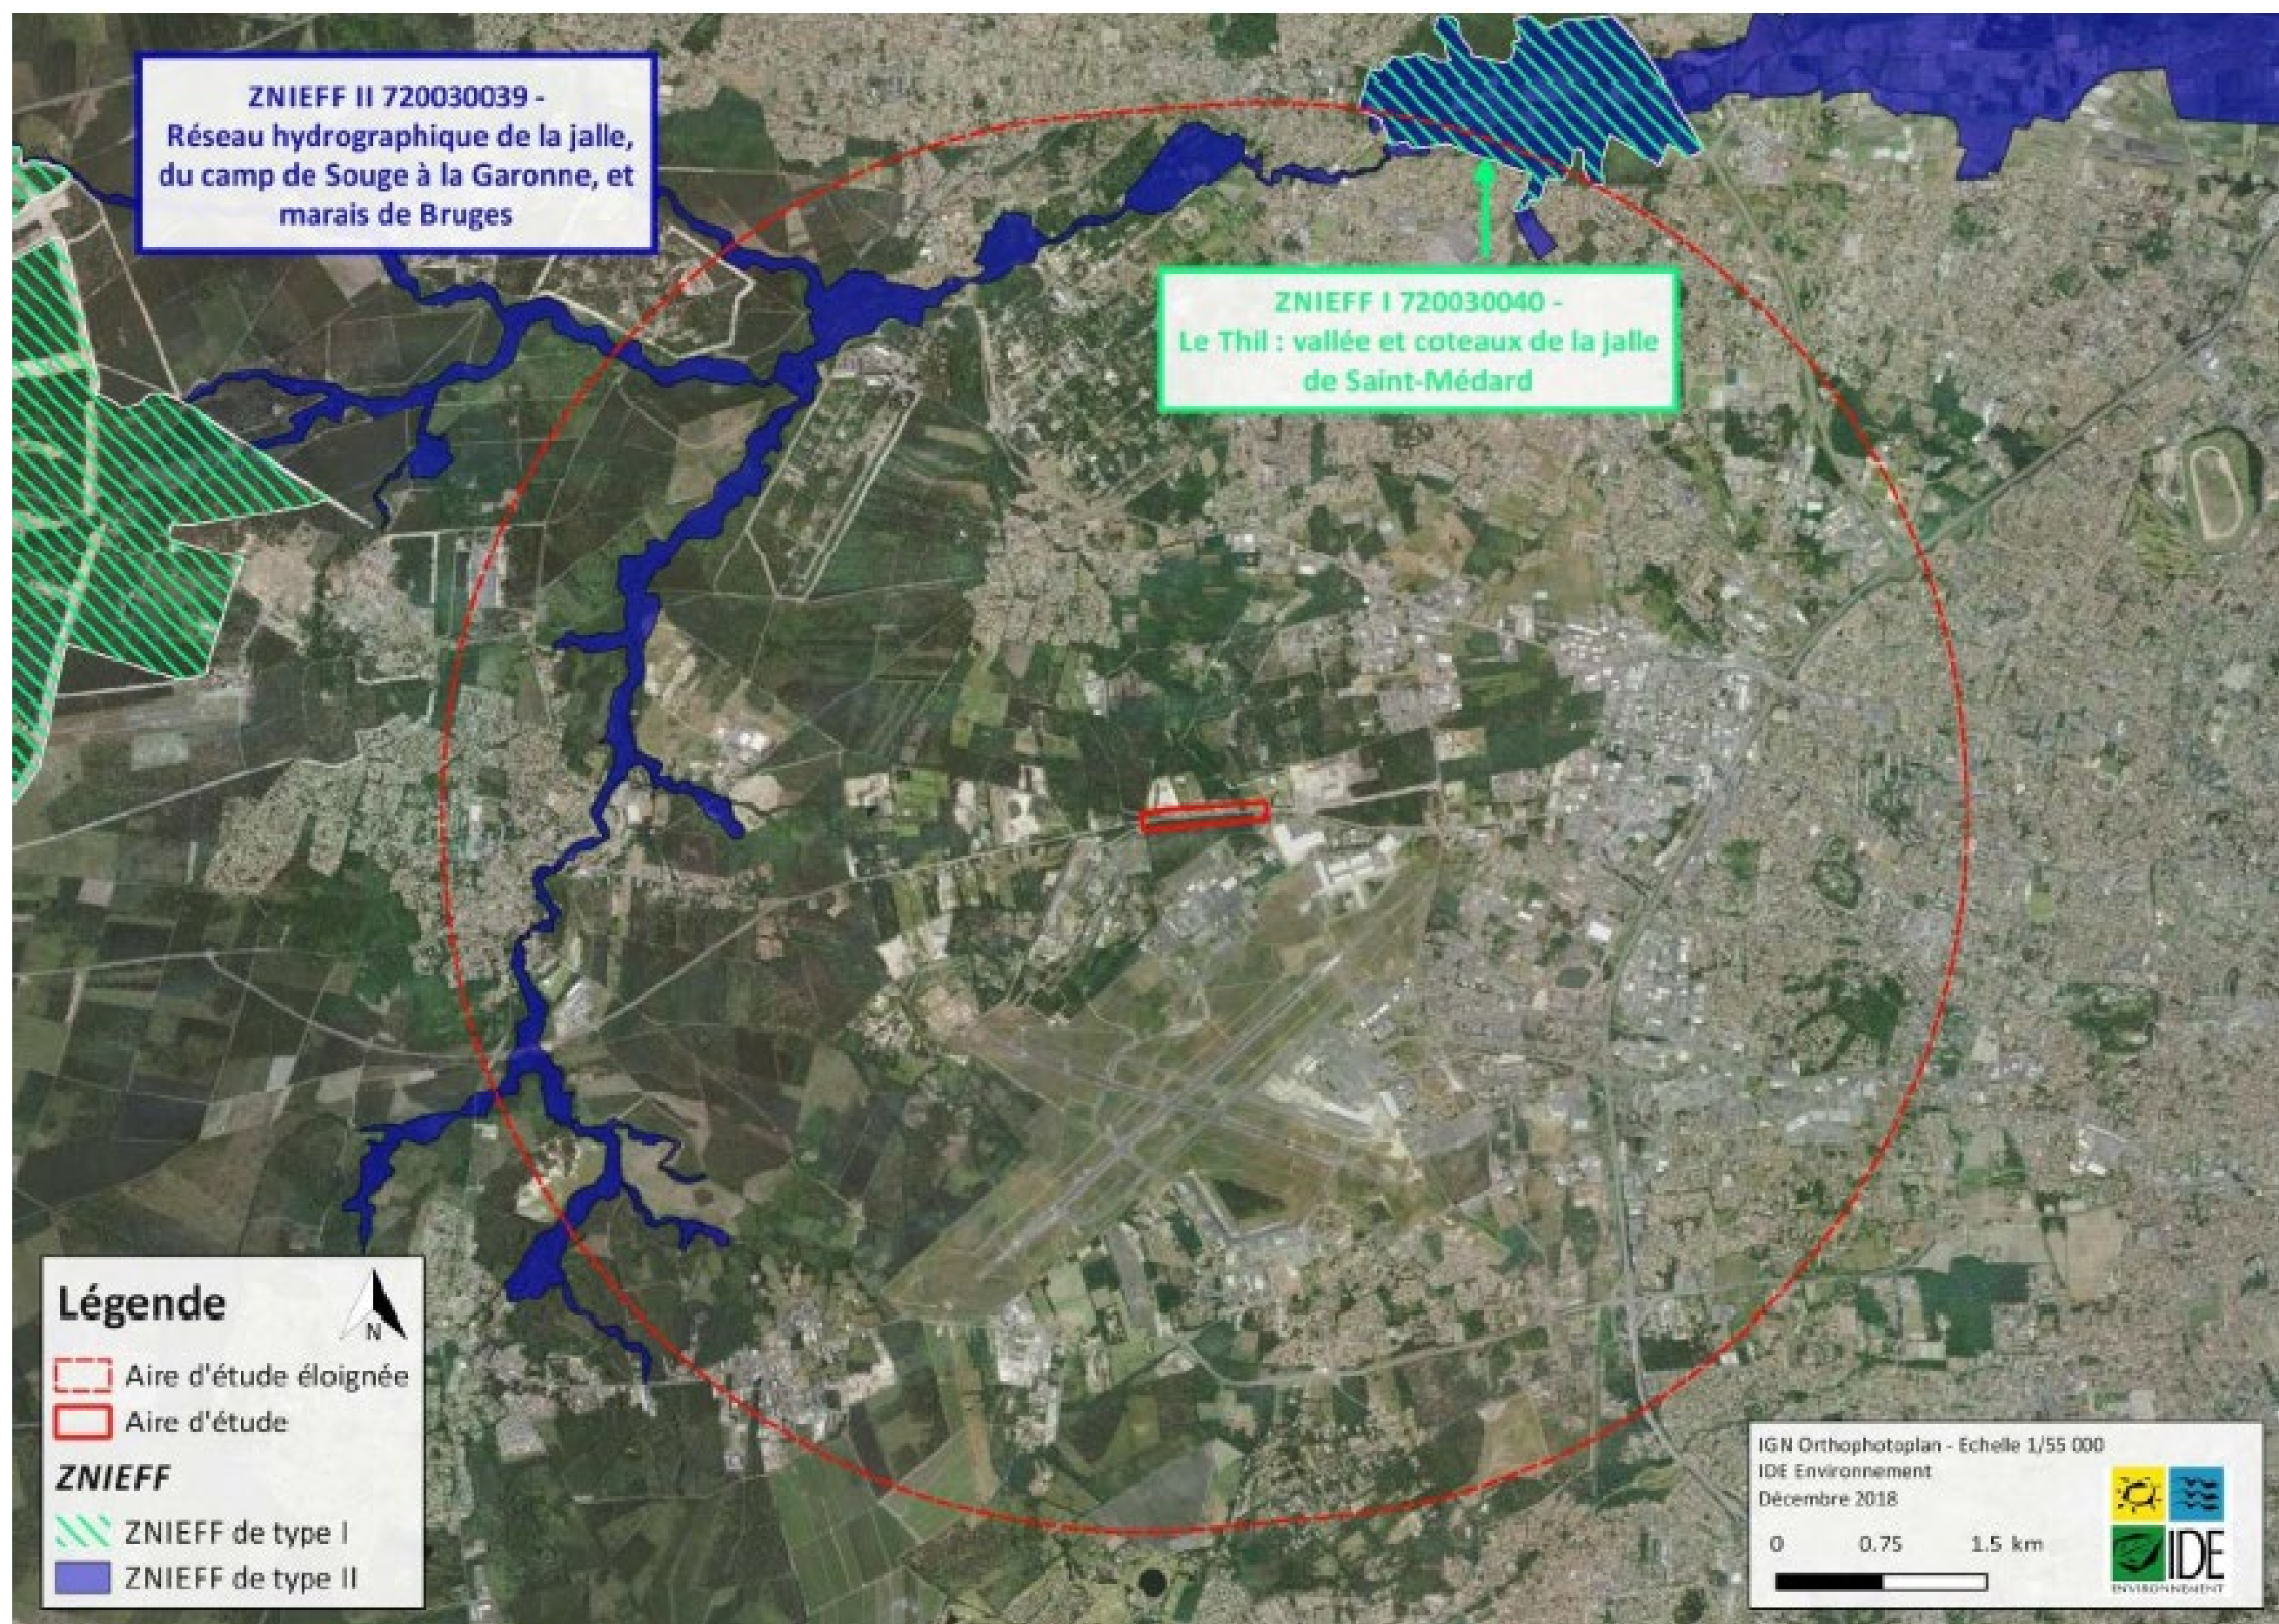 ZNIEFF II 720030039 -
Réseau hydrographique de la jalle,
du camp de Souge à la Garonne, et
marais de Bruges
ZNIEFF I 720030040 -
Le Thil : vallée et coteaux de la jalle
de Saint-Médard
Légende
N
Aire d'étude éloignée
Aire d'étude
ZNIEFF
ZNIEFF de type I
ZNIEFF de type II
IGN Orthophotoplan - Echelle 1/55 000
IDE Environnement
Décembre 2018
0 0.75 1.5 km
IDE
ENVIRONNEMENT